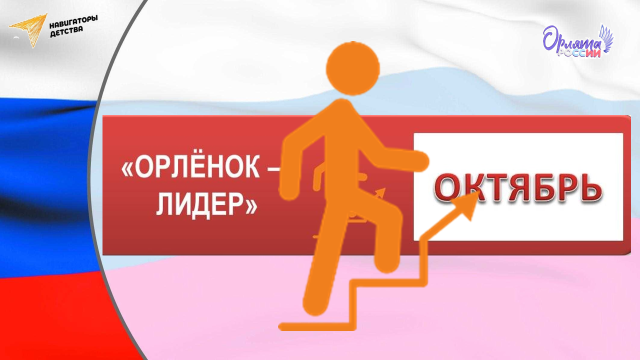 НАВИГАТОРЫ
ДЕТСТВА
Орлята
РОССИИ
«ОРЛЁНОК –
ЛИДЕР»
ОКТЯБРЬ